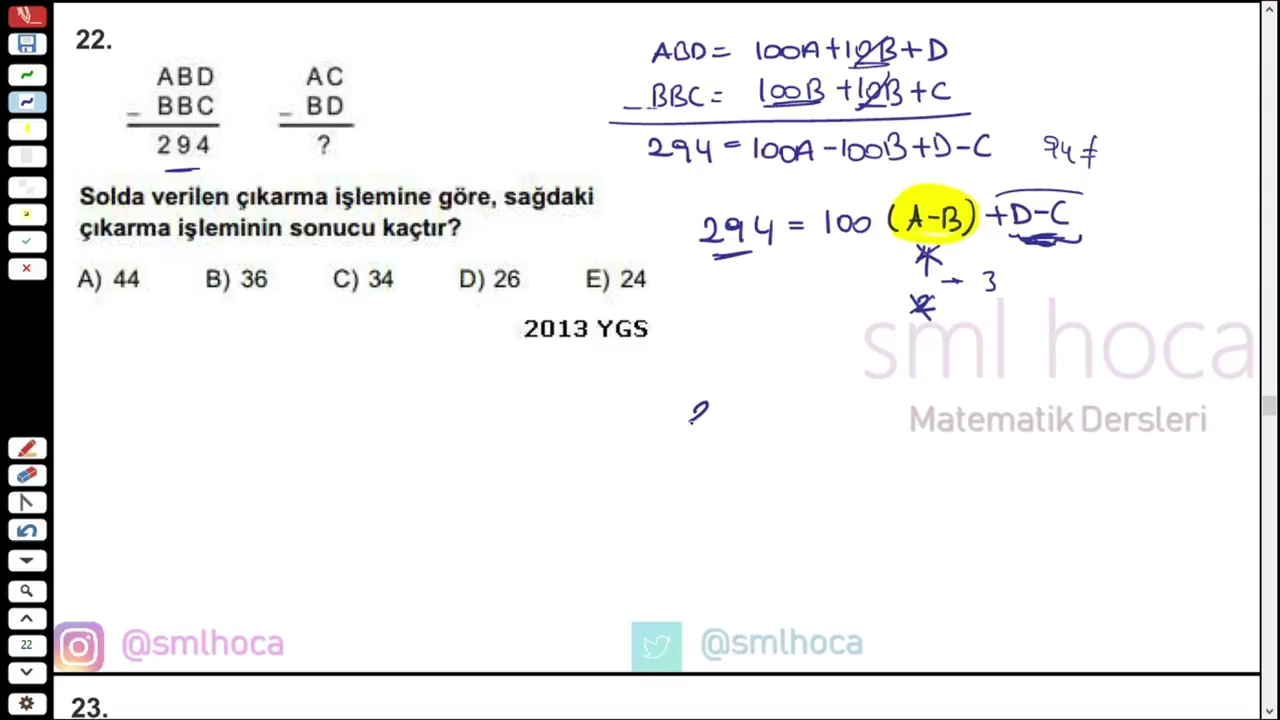 22.
ABD
_ BBC
294
AC
_ BD
?
Solda verilen çıkarma işlemine göre, sağdaki
çıkarma işleminin sonucu kaçtır?
A) 44 B) 36 C) 34 D) 26 E) 24
2013 YGS
ABD = 100A + 10B + D
_ BBC = 100B + 10B + C
294 = 100A - 100B + D - C
94 ≠
294 = 100 (A - B) + D - C
→ 3
2
sml hoca
Matematik Dersleri
@smlhoca
@smlhoca
22
23.